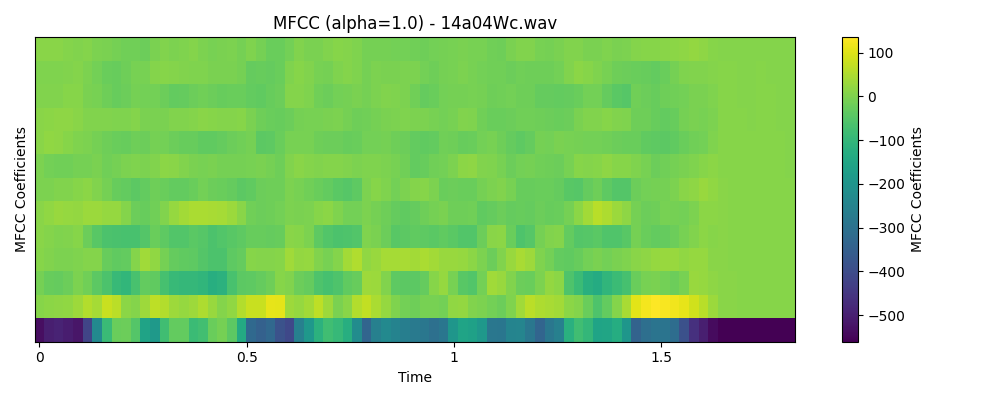 MFCC (alpha=1.0) - 14a04Wc.wav
MFCC Coefficients
0
0.5
1
1.5
Time
100
0
−100
−200
−300
−400
−500
MFCC Coefficients